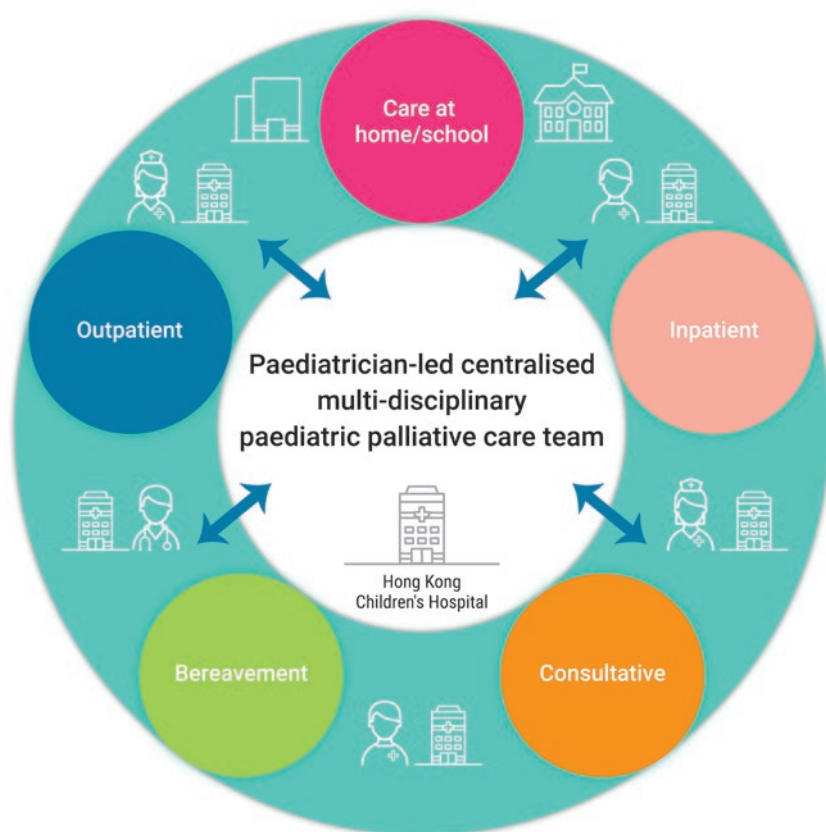 Care at
home/school
Outpatient
Inpatient
Paediatrician-led centralised
multi-disciplinary
paediatric palliative care team
Hong Kong
Children's Hospital
Bereavement
Consultative